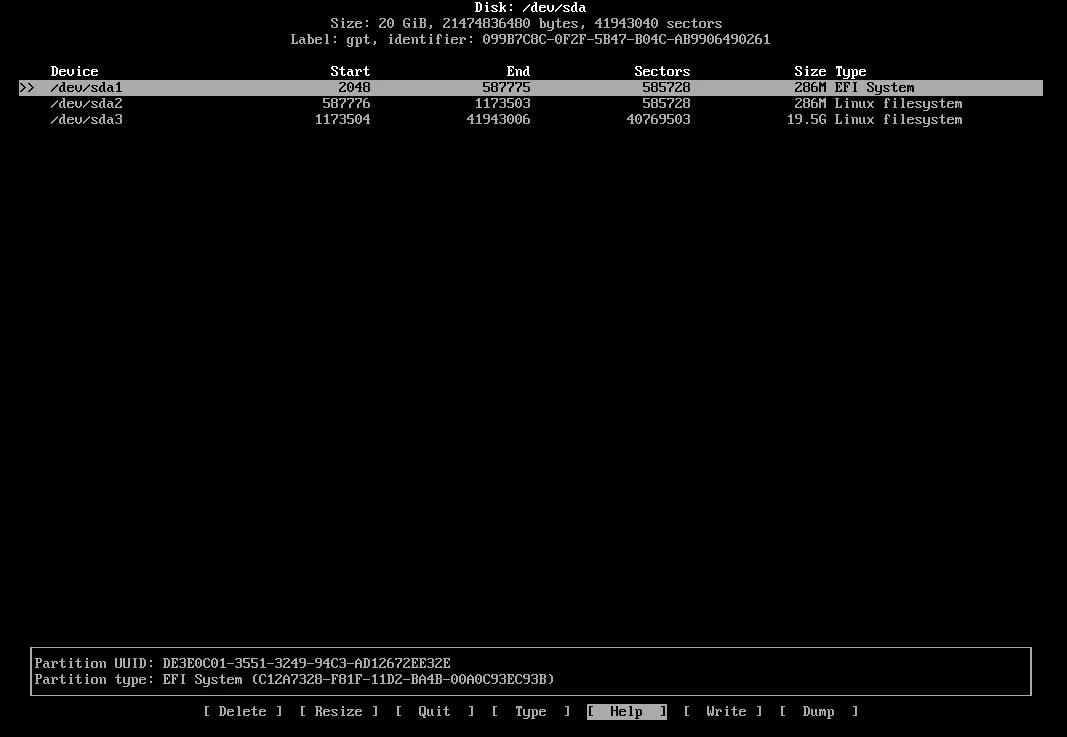 Disk: /dev/sda
Size: 20 GiB, 21474836480 bytes, 41943040 sectors
Label: gpt, identifier: 099B7C8C-0F2F-5B47-B04C-AB9906490261
Device Start End Sectors Size Type
>> /dev/sda1 2048 587775 585728 286M EFI System
/dev/sda2 587776 1173503 585728 286M Linux filesystem
/dev/sda3 1173504 41943006 40769503 19.5G Linux filesystem
Partition UUID: DE3E0C01-3551-3249-94C3-AD12672EE32E
Partition type: EFI System (C12A7328-F81F-11D2-BA4B-00A0C93EC93B)
[ Delete ] [ Resize ] [ Quit ] [ Type ] [ Help ] [ Write ] [ Dump ]